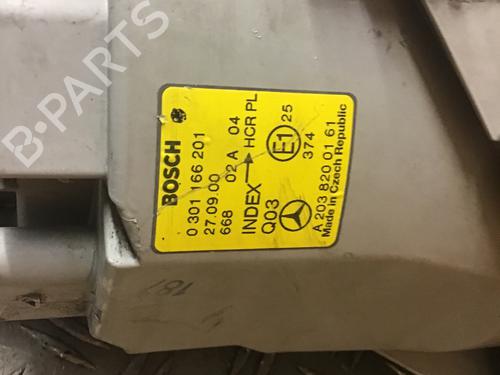 B-PARTS
BOSCH
0 301 166 201
27.09.00
668 02 A 04
INDEX HCR PL
Q03
E1 25
374
A 203 820 01 61
Made in Czech Republic
187